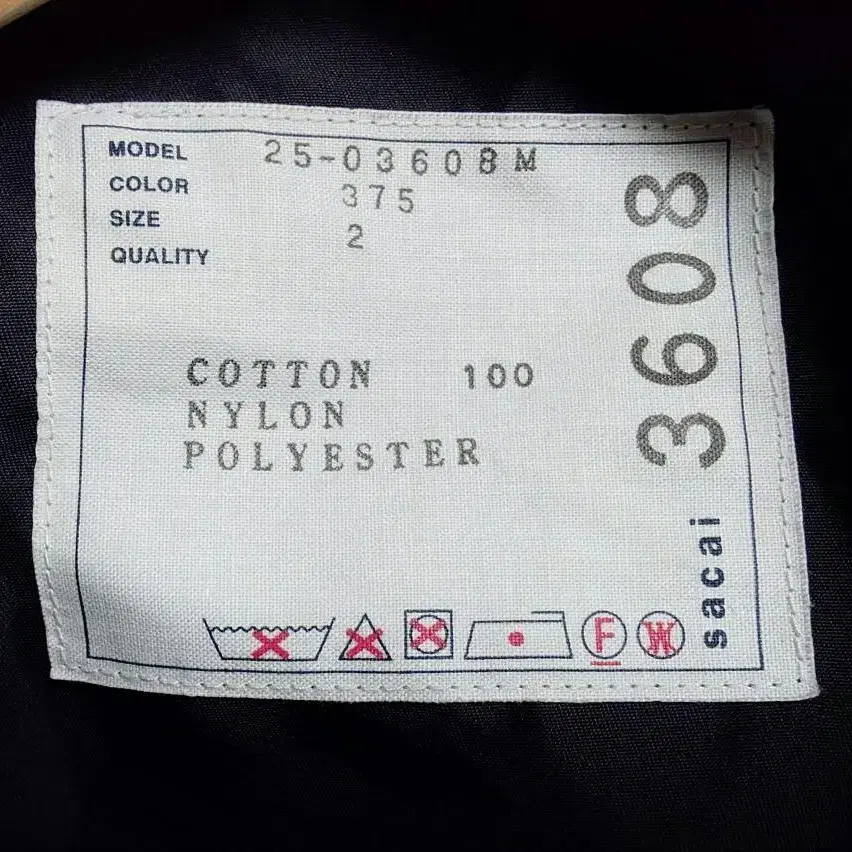 MODEL 25-03608M
COLOR 375
SIZE 2
QUALITY
COTTON 100
NYLON
POLYESTER
F W
sacai 3608